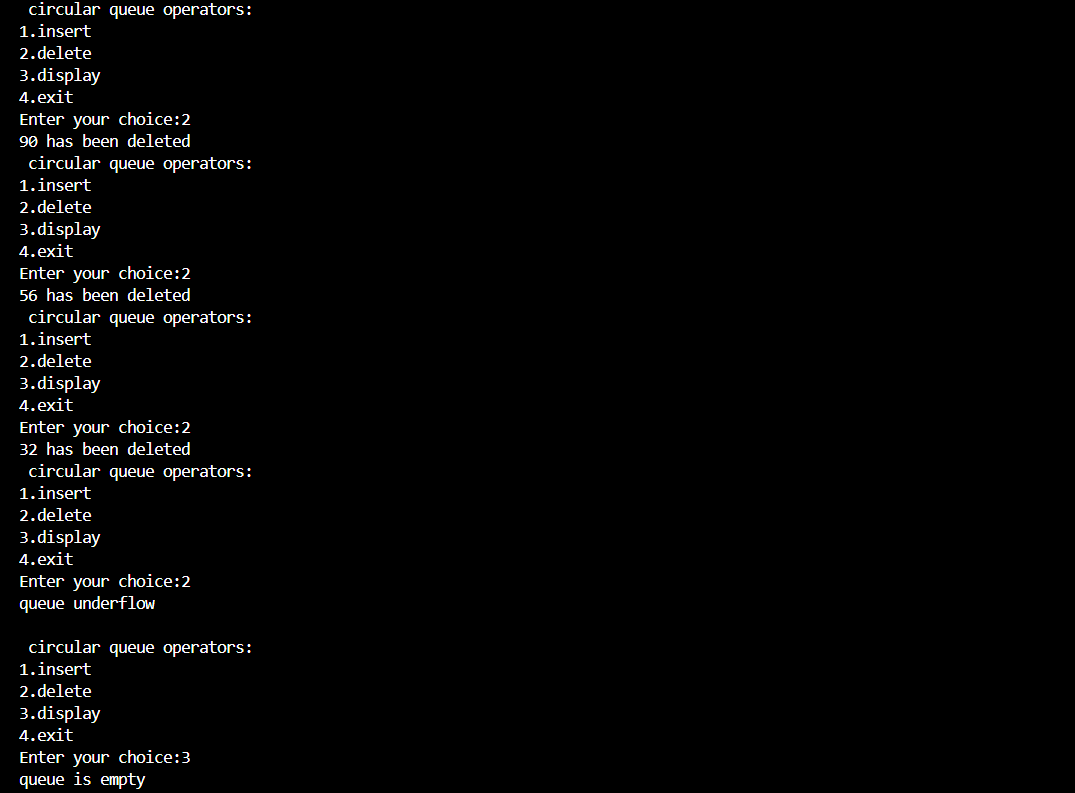 circular queue operators:
1.insert
2.delete
3.display
4.exit
Enter your choice:2
90 has been deleted
circular queue operators:
1.insert
2.delete
3.display
4.exit
Enter your choice:2
56 has been deleted
circular queue operators:
1.insert
2.delete
3.display
4.exit
Enter your choice:2
32 has been deleted
circular queue operators:
1.insert
2.delete
3.display
4.exit
Enter your choice:2
queue underflow
circular queue operators:
1.insert
2.delete
3.display
4.exit
Enter your choice:3
queue is empty